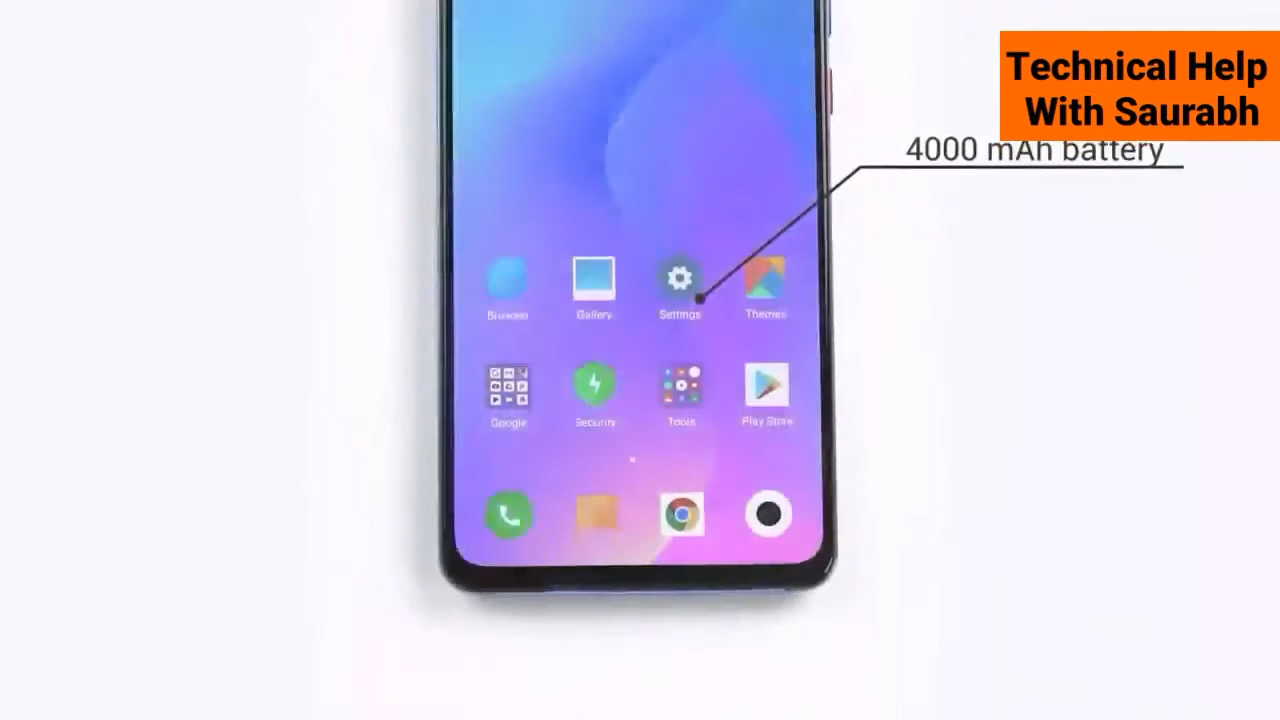 Technical Help
With Saurabh
4000 mAh battery
Browser
Gallery
Settings
Themes
Google
Security
Tools
Play Store